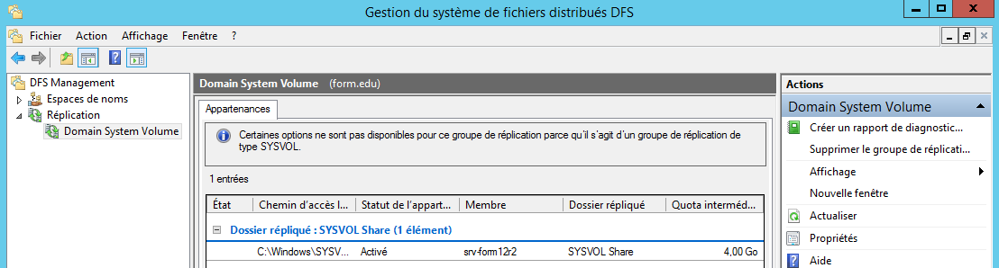 Gestion du système de fichiers distribués DFS
Fichier Action Affichage Fenêtre ?
DFS Management
Espaces de noms
Réplication
Domain System Volume
Domain System Volume (form.edu)
Appartenances
Certaines options ne sont pas disponibles pour ce groupe de réplication parce qu'il s'agit d'un groupe de réplication de
type SYSVOL.
1 entrées
État Chemin d'accès l... Statut de l'appart... Membre Dossier répliqué Quota interméd...
Dossier répliqué : SYSVOL Share (1 élément)
C:\Windows\SYSV... Activé srv-form12r2 SYSVOL Share 4,00 Go
Actions
Domain System Volume
Créer un rapport de diagnostic...
Supprimer le groupe de réplicati...
Affichage
Nouvelle fenêtre
Actualiser
Propriétés
Aide